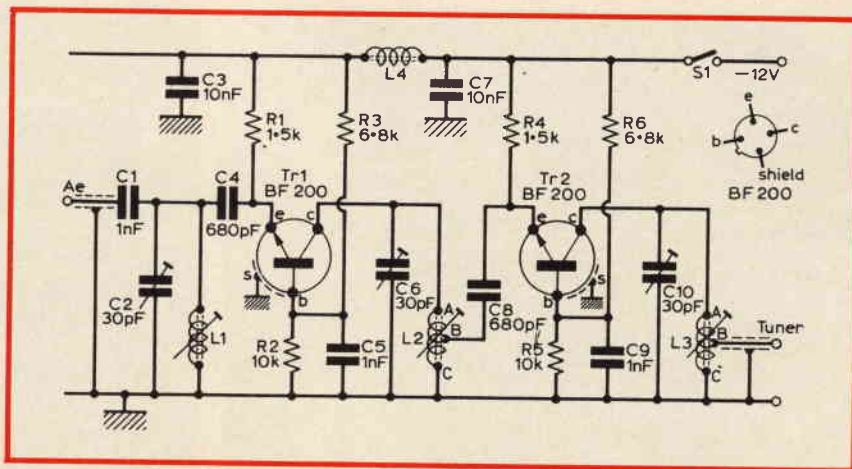 C3
10nF
L4
C7
10nF
S1
−12V
R1
1·5k
R3
6·8k
R4
1·5k
R6
6·8k
e
b
c
shield
BF 200
Ae
C1
1nF
C4
680pF
Tr1
BF 200
e
c
s
b
C2
30pF
L1
R2
10k
C5
1nF
C6
30pF
A
B
C
L2
C8
680pF
Tr2
BF 200
e
c
s
b
R5
10k
C9
1nF
C10
30pF
A
B
C
L3
Tuner